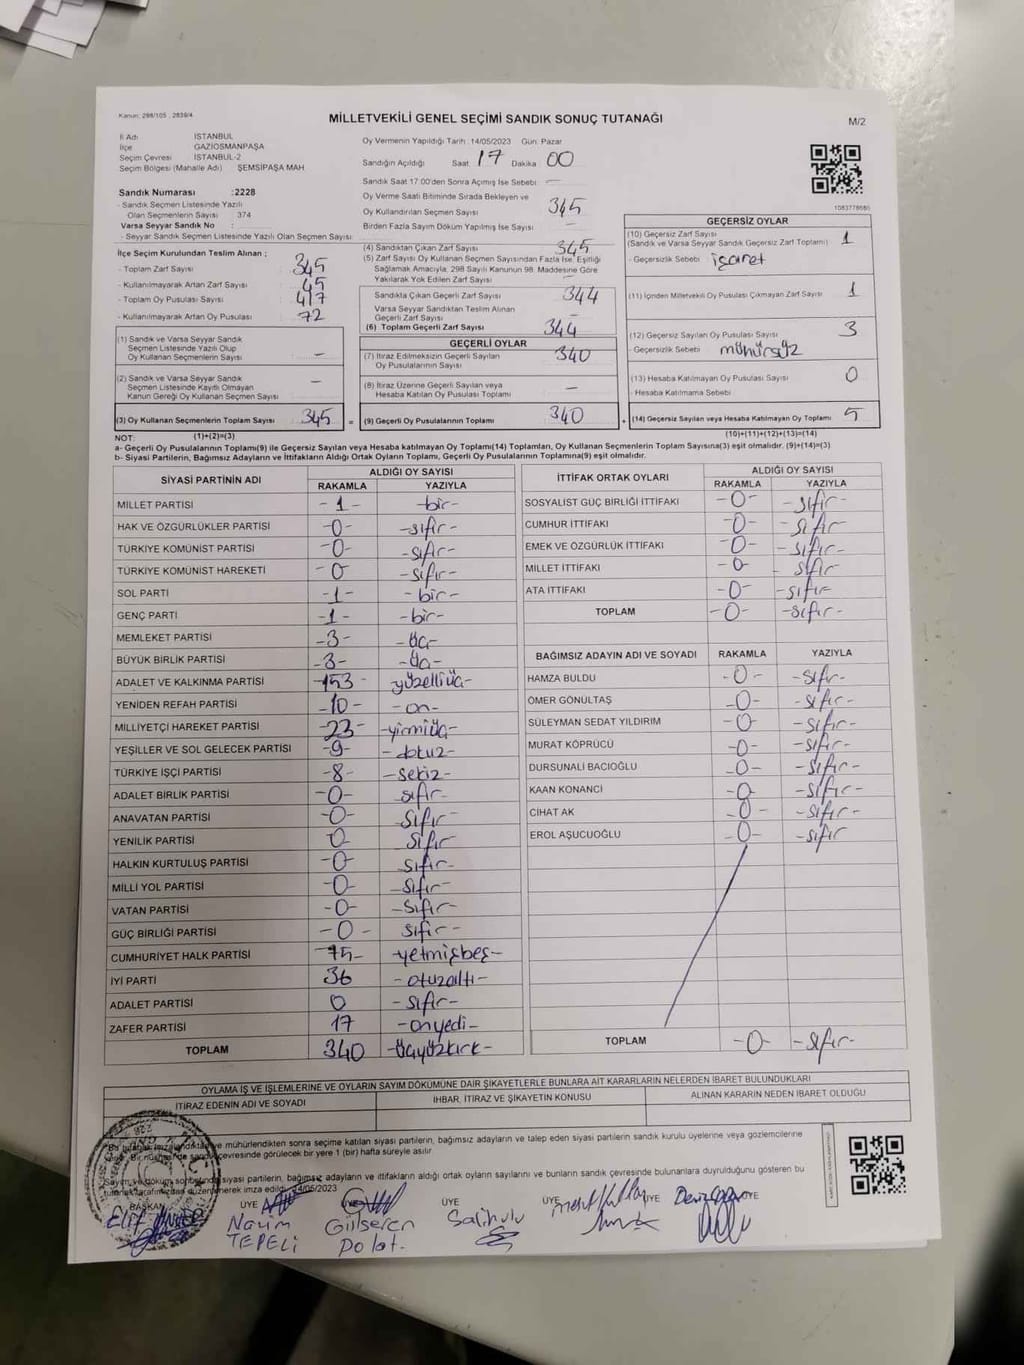 Kanun: 298/105 , 2839/4
MİLLETVEKİLİ GENEL SEÇİMİ SANDIK SONUÇ TUTANAĞI
M/2
İl Adı İSTANBUL
İlçe GAZİOSMANPAŞA
Seçim Çevresi İSTANBUL-2
Seçim Bölgesi (Mahalle Adı) ŞEMSİPAŞA MAH
Sandık Numarası :2228
- Sandık Seçmen Listesinde Yazılı
Olan Seçmenlerin Sayısı : 374
Varsa Seyyar Sandık No :
- Seyyar Sandık Seçmen Listesinde Yazılı Olan Seçmen Sayısı:
İlçe Seçim Kurulundan Teslim Alınan ;
- Toplam Zarf Sayısı : 345
- Kullanılmayarak Artan Zarf Sayısı : 45
- Toplam Oy Pusulası Sayısı : 417
- Kullanılmayarak Artan Oy Pusulası : 72
Oy Vermenin Yapıldığı Tarih : 14/05/2023 Gün: Pazar
Sandığın Açıldığı Saat 17 Dakika 00
Sandık Saat 17:00'den Sonra Açılmış İse Sebebi: —
Oy Verme Saati Bitiminde Sırada Bekleyen ve
Oy Kullandırılan Seçmen Sayısı : 345
Birden Fazla Sayım Döküm Yapılmış İse Sayısı : —
(4) Sandıktan Çıkan Zarf Sayısı : 345
(5) Zarf Sayısı Oy Kullanan Seçmen Sayısından Fazla İse, Eşitliği
Sağlamak Amacıyla; 298 Sayılı Kanunun 98. Maddesine Göre
Yakılarak Yok Edilen Zarf Sayısı : —
Sandıkta Çıkan Geçerli Zarf Sayısı : 344
Varsa Seyyar Sandıktan Teslim Alınan
Geçerli Zarf Sayısı
(6) Toplam Geçerli Zarf Sayısı : 344
1083778685
(1) Sandık ve Varsa Seyyar Sandık
Seçmen Listesinde Yazılı Olup
Oy Kullanan Seçmenlerin Sayısı : —
(2) Sandık ve Varsa Seyyar Sandık
Seçmen Listesinde Kayıtlı Olmayan
Kanun Gereği Oy Kullanan Seçmen Sayısı : —
(3) Oy Kullanan Seçmenlerin Toplam Sayısı : 345 =
GEÇERLİ OYLAR
(7) İtiraz Edilmeksizin Geçerli Sayılan
Oy Pusulalarının Sayısı : 340
(8) İtiraz Üzerine Geçerli Sayılan veya
Hesaba Katılan Oy Pusulası Toplamı : —
(9) Geçerli Oy Pusulalarının Toplamı : 340 +
GEÇERSİZ OYLAR
(10) Geçersiz Zarf Sayısı : 1
(Sandık ve Varsa Seyyar Sandık Geçersiz Zarf Toplamı)
- Geçersizlik Sebebi : işaret
(11) İçinden Milletvekili Oy Pusulası Çıkmayan Zarf Sayısı : 1
(12) Geçersiz Sayılan Oy Pusulası Sayısı : 3
- Geçersizlik Sebebi : mühürsüz
(13) Hesaba Katılmayan Oy Pusulası Sayısı : 0
- Hesaba Katılmama Sebebi :
(14) Geçersiz Sayılan veya Hesaba Katılmayan Oy Toplamı : 5
NOT: (1)+(2)=(3) (10)+(11)+(12)+(13)=(14)
a- Geçerli Oy Pusulalarının Toplamı(9) ile Geçersiz Sayılan veya Hesaba katılmayan Oy Toplamı(14) Toplamları, Oy Kullanan Seçmenlerin Toplam Sayısına(3) eşit olmalıdır. (9)+(14)=(3)
b- Siyasi Partilerin, Bağımsız Adayların ve İttifakların Aldığı Ortak Oyların Toplamı, Geçerli Oy Pusulalarının Toplamına(9) eşit olmalıdır.
SİYASİ PARTİNİN ADI ALDIĞI OY SAYISI
RAKAMLA YAZIYLA
MİLLET PARTİSİ -1- -bir-
HAK VE ÖZGÜRLÜKLER PARTİSİ -0- -sıfır-
TÜRKİYE KOMÜNİST PARTİSİ -0- -sıfır-
TÜRKİYE KOMÜNİST HAREKETİ -0 -sıfır-
SOL PARTİ -1- -bir-
GENÇ PARTİ -1- -bir-
MEMLEKET PARTİSİ -3- -üç-
BÜYÜK BİRLİK PARTİSİ -3- -üç-
ADALET VE KALKINMA PARTİSİ -153- yüzelliüç-
YENİDEN REFAH PARTİSİ -10- -on-
MİLLİYETÇİ HAREKET PARTİSİ -23- -yirmiüç-
YEŞİLLER VE SOL GELECEK PARTİSİ -9- -dokuz-
TÜRKİYE İŞÇİ PARTİSİ -8- -sekiz-
ADALET BİRLİK PARTİSİ -0- sıfır-
ANAVATAN PARTİSİ -0- -sıfır-
YENİLİK PARTİSİ 0 sıfır
HALKIN KURTULUŞ PARTİSİ -0- sıfır-
MİLLİ YOL PARTİSİ -0- -sıfır-
VATAN PARTİSİ -0- -sıfır-
GÜÇ BİRLİĞİ PARTİSİ -0- sıfır-
CUMHURİYET HALK PARTİSİ -75- -yetmişbeş-
İYİ PARTİ 36 -otuzaltı-
ADALET PARTİSİ 0 -sıfır-
ZAFER PARTİSİ 17 -onyedi-
TOPLAM 340 -üçyüzkırk-
İTTİFAK ORTAK OYLARI ALDIĞI OY SAYISI
RAKAMLA YAZIYLA
SOSYALİST GÜÇ BİRLİĞİ İTTİFAKI -0- -sıfır-
CUMHUR İTTİFAKI -0- -sıfır
EMEK VE ÖZGÜRLÜK İTTİFAKI -0- -sıfır-
MİLLET İTTİFAKI -0- sıfır
ATA İTTİFAKI -0- -sıfır
TOPLAM -0- -sıfır-
BAĞIMSIZ ADAYIN ADI VE SOYADI RAKAMLA YAZIYLA
HAMZA BULDU -0- -sıfır-
ÖMER GÖNÜLTAŞ -0- -sıfır-
SÜLEYMAN SEDAT YILDIRIM -0- -sıfır-
MURAT KÖPRÜCÜ -0- -sıfır-
DURSUNALİ BACIOĞLU -0- -sıfır-
KAAN KONANCİ -0- -sıfır-
CİHAT AK 0- -sıfır-
EROL AŞUCUOĞLU -0- -sıfır
TOPLAM -0- -sıfır-
OYLAMA İŞ VE İŞLEMLERİNE VE OYLARIN SAYIM DÖKÜMÜNE DAİR ŞİKAYETLERLE BUNLARA AİT KARARLARIN NELERDEN İBARET BULUNDUKLARI
İTİRAZ EDENİN ADI VE SOYADI İHBAR, İTİRAZ VE ŞİKAYETİN KONUSU ALINAN KARARIN NEDEN İBARET OLDUĞU
ve mühürlendikten sonra seçime katılan siyasi partilerin, bağımsız adayların ve talep eden siyasi partilerin sandık kurulu üyelerine veya gözlemcilerine
çevresinde görülecek bir yere 1 (bir) hafta süreyle asılır
siyasi partilerin, bağımsız adayların ve ittifakların aldığı ortak oyların sayılarını ve bunların sandık çevresinde bulunanlara duyrulduğunu gösteren bu
tutanak tarafımızdan düzenlenerek imza edildi. 14/05/2023
BAŞKAN ÜYE ÜYE ÜYE ÜYE ÜYE
Elif
Naim TEPELİ
Gülseren Polat